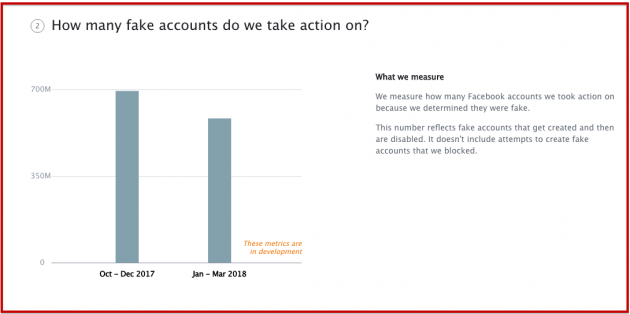 2 How many fake accounts do we take action on?
What we measure
We measure how many Facebook accounts we took action on
because we determined they were fake.
This number reflects fake accounts that get created and then
are disabled. It doesn't include attempts to create fake
accounts that we blocked.
700M
350M
0
These metrics are
in development
Oct – Dec 2017
Jan – Mar 2018